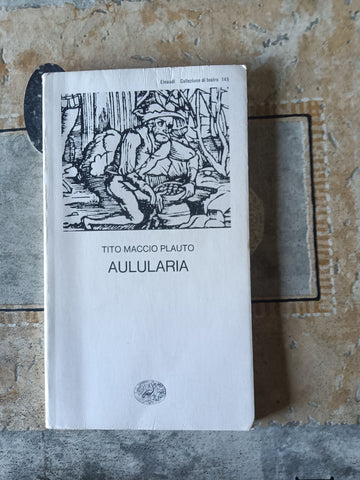 Einaudi Collezione di teatro 145
TITO MACCIO PLAUTO
AULULARIA